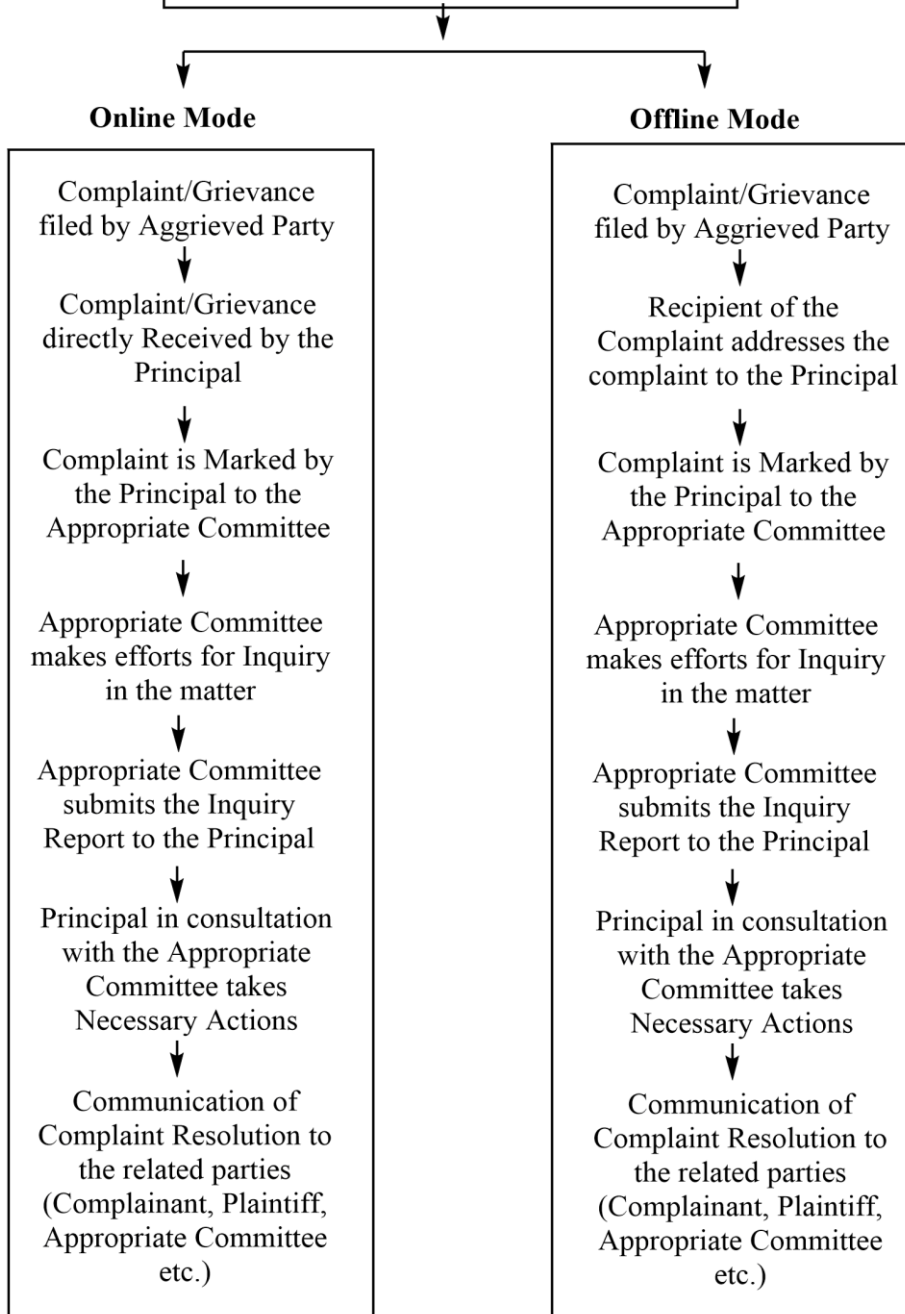 Online Mode
Complaint/Grievance
filed by Aggrieved Party
Complaint/Grievance
directly Received by the
Principal
Complaint is Marked by
the Principal to the
Appropriate Committee
Appropriate Committee
makes efforts for Inquiry
in the matter
Appropriate Committee
submits the Inquiry
Report to the Principal
Principal in consultation
with the Appropriate
Committee takes
Necessary Actions
Communication of
Complaint Resolution to
the related parties
(Complainant, Plaintiff,
Appropriate Committee
etc.)
Offline Mode
Complaint/Grievance
filed by Aggrieved Party
Recipient of the
Complaint addresses the
complaint to the Principal
Complaint is Marked by
the Principal to the
Appropriate Committee
Appropriate Committee
makes efforts for Inquiry
in the matter
Appropriate Committee
submits the Inquiry
Report to the Principal
Principal in consultation
with the Appropriate
Committee takes
Necessary Actions
Communication of
Complaint Resolution to
the related parties
(Complainant, Plaintiff,
Appropriate Committee
etc.)